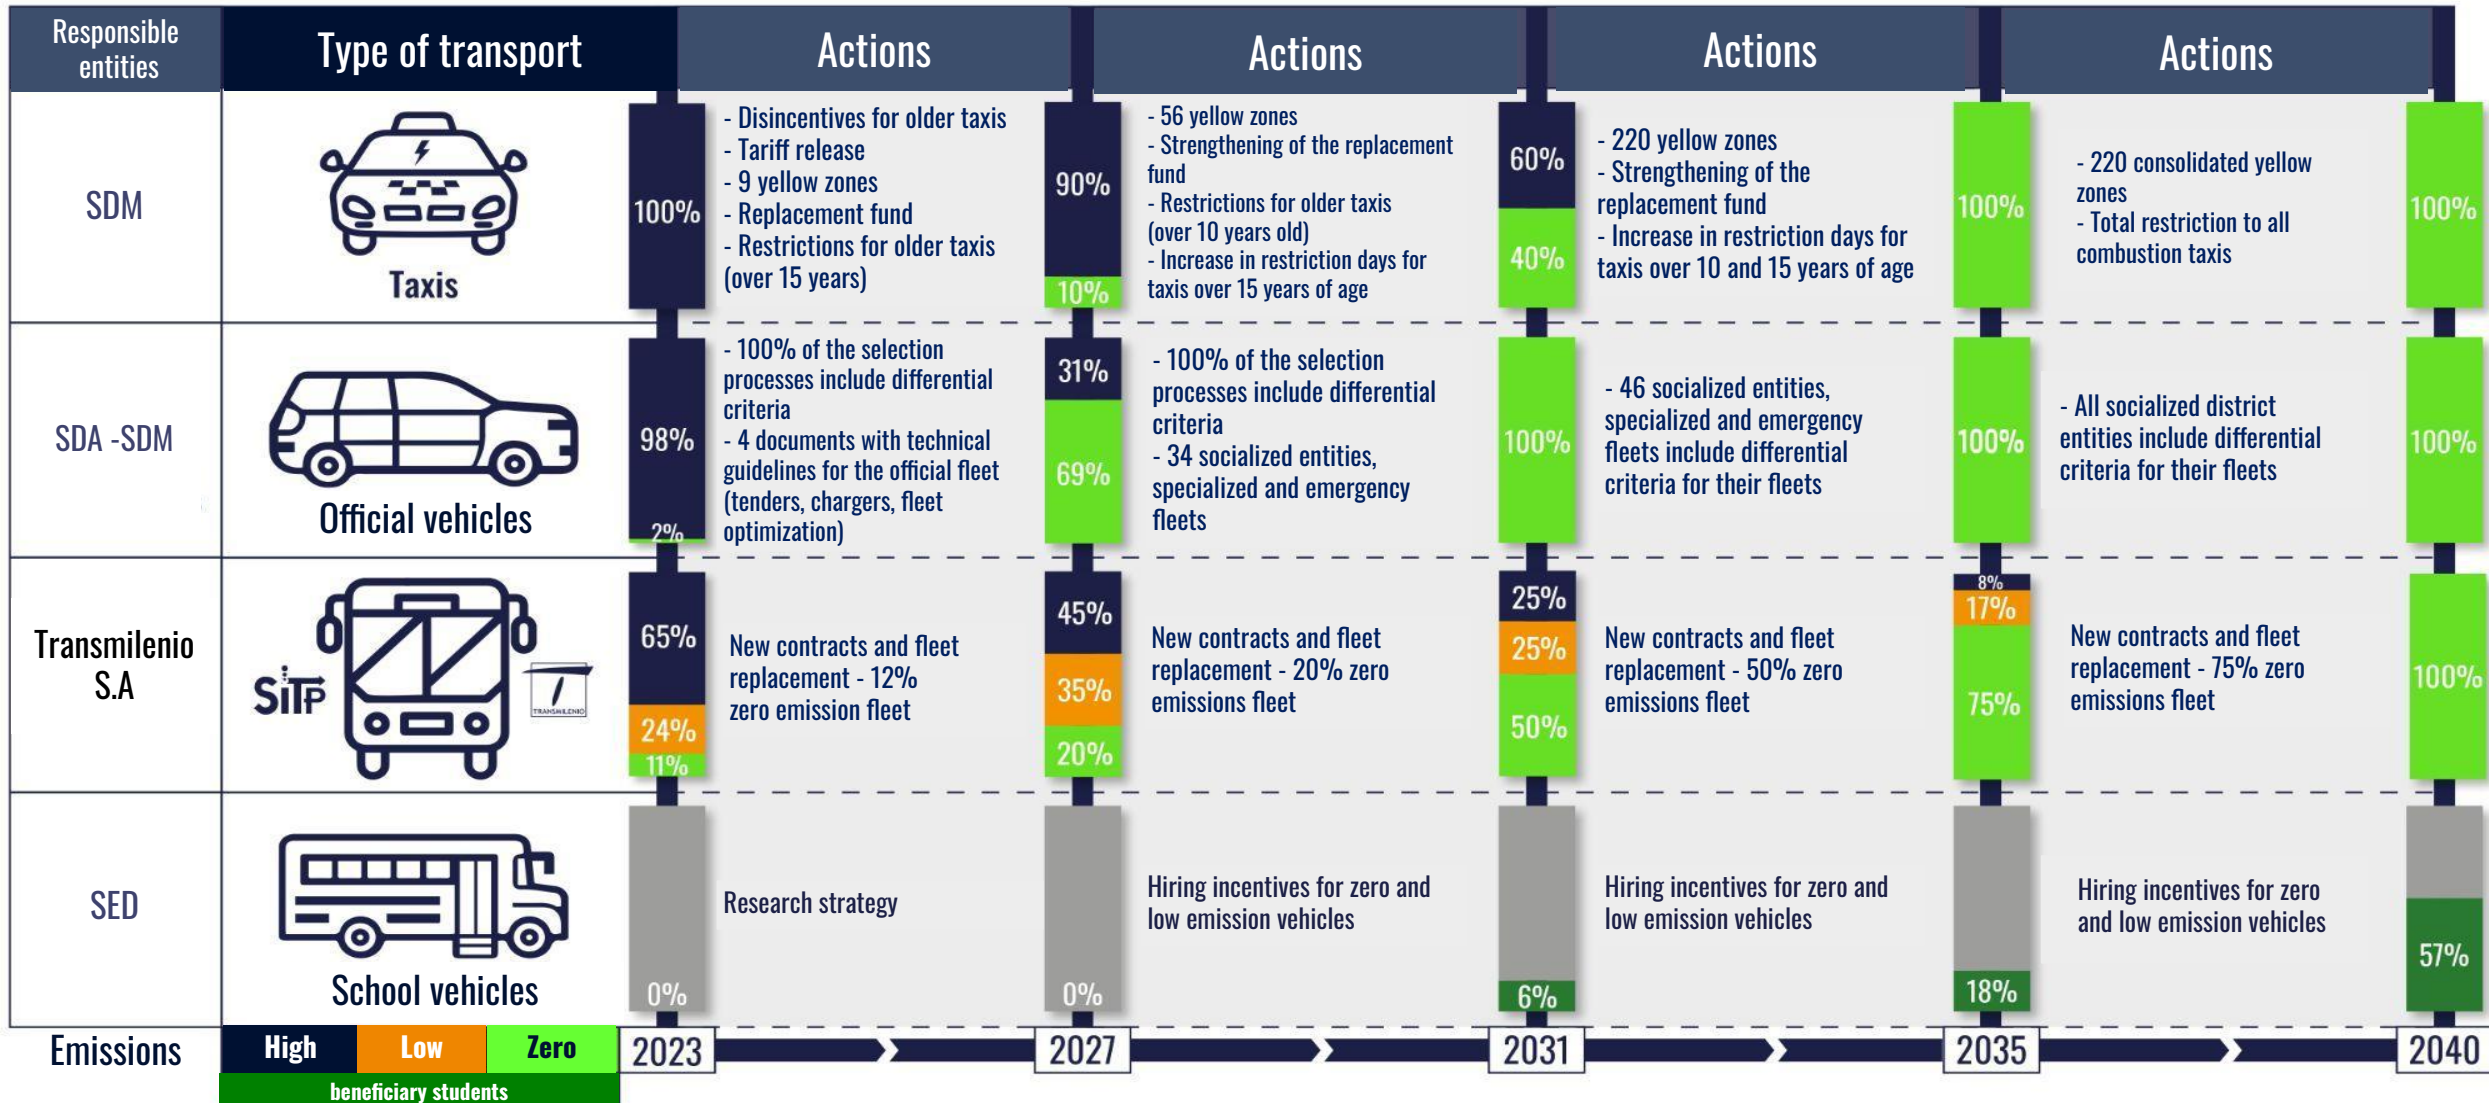 Responsible
entities
Type of transport
Actions
Actions
Actions
Actions
SDM
Taxis
100%
- Disincentives for older taxis
- Tariff release
- 9 yellow zones
- Replacement fund
- Restrictions for older taxis
(over 15 years)
90%
10%
- 56 yellow zones
- Strengthening of the replacement
fund
- Restrictions for older taxis
(over 10 years old)
- Increase in restriction days for
taxis over 15 years of age
60%
40%
- 220 yellow zones
- Strengthening of the
replacement fund
- Increase in restriction days for
taxis over 10 and 15 years of age
100%
- 220 consolidated yellow
zones
- Total restriction to all
combustion taxis
100%
SDA -SDM
Official vehicles
98%
2%
- 100% of the selection
processes include differential
criteria
- 4 documents with technical
guidelines for the official fleet
(tenders, chargers, fleet
optimization)
31%
69%
- 100% of the selection
processes include differential
criteria
- 34 socialized entities,
specialized and emergency
fleets
100%
- 46 socialized entities,
specialized and emergency
fleets include differential
criteria for their fleets
100%
- All socialized district
entities include differential
criteria for their fleets
100%
Transmilenio
S.A
SiTP
TRANSMILENIO
65%
24%
11%
New contracts and fleet
replacement - 12%
zero emission fleet
45%
35%
20%
New contracts and fleet
replacement - 20% zero
emissions fleet
25%
25%
50%
New contracts and fleet
replacement - 50% zero
emissions fleet
8%
17%
75%
New contracts and fleet
replacement - 75% zero
emissions fleet
100%
SED
School vehicles
0%
Research strategy
0%
Hiring incentives for zero and
low emission vehicles
6%
Hiring incentives for zero and
low emission vehicles
18%
Hiring incentives for zero
and low emission vehicles
57%
Emissions
High
Low
Zero
beneficiary students
2023
2027
2031
2035
2040